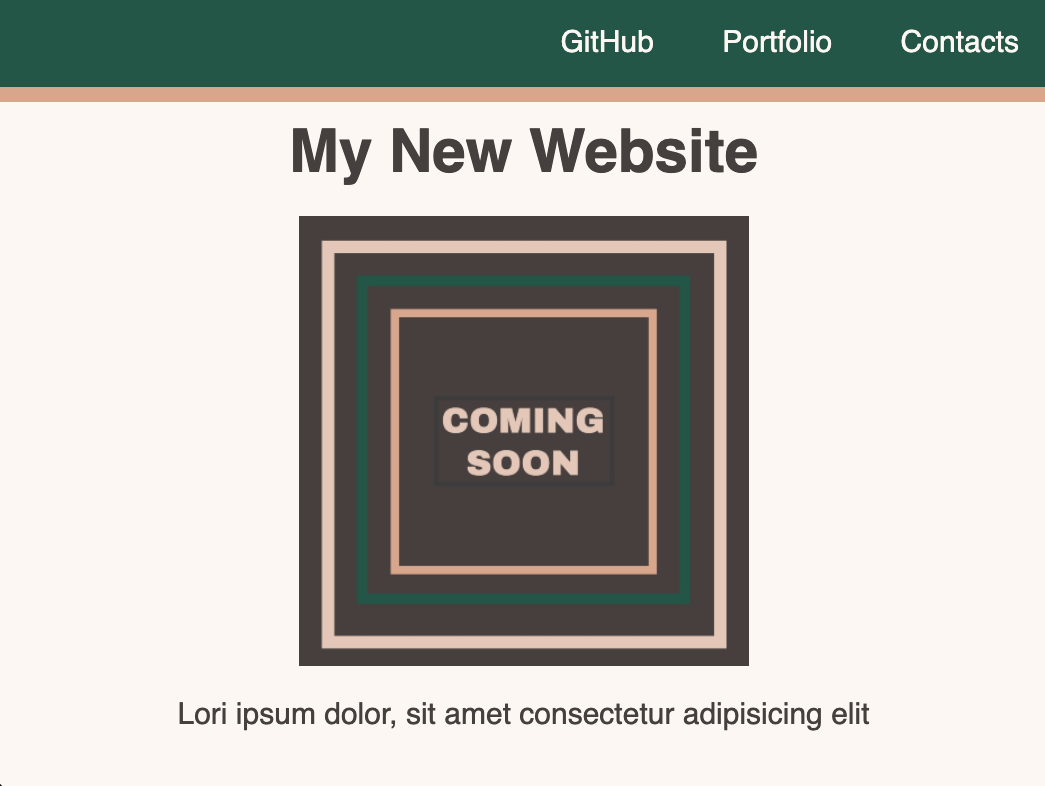 GitHub Portfolio Contacts
My New Website
COMING
SOON
Lori ipsum dolor, sit amet consectetur adipisicing elit